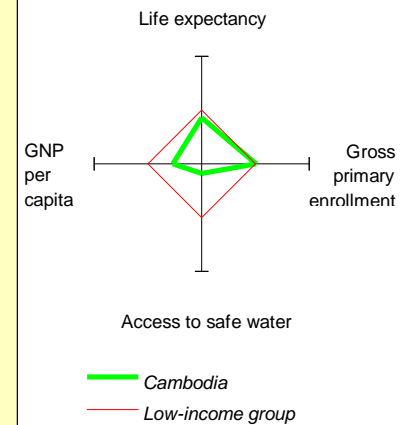 Life expectancy
GNP
per
capita
Gross
primary
enrollment
Access to safe water
Cambodia
Low-income group